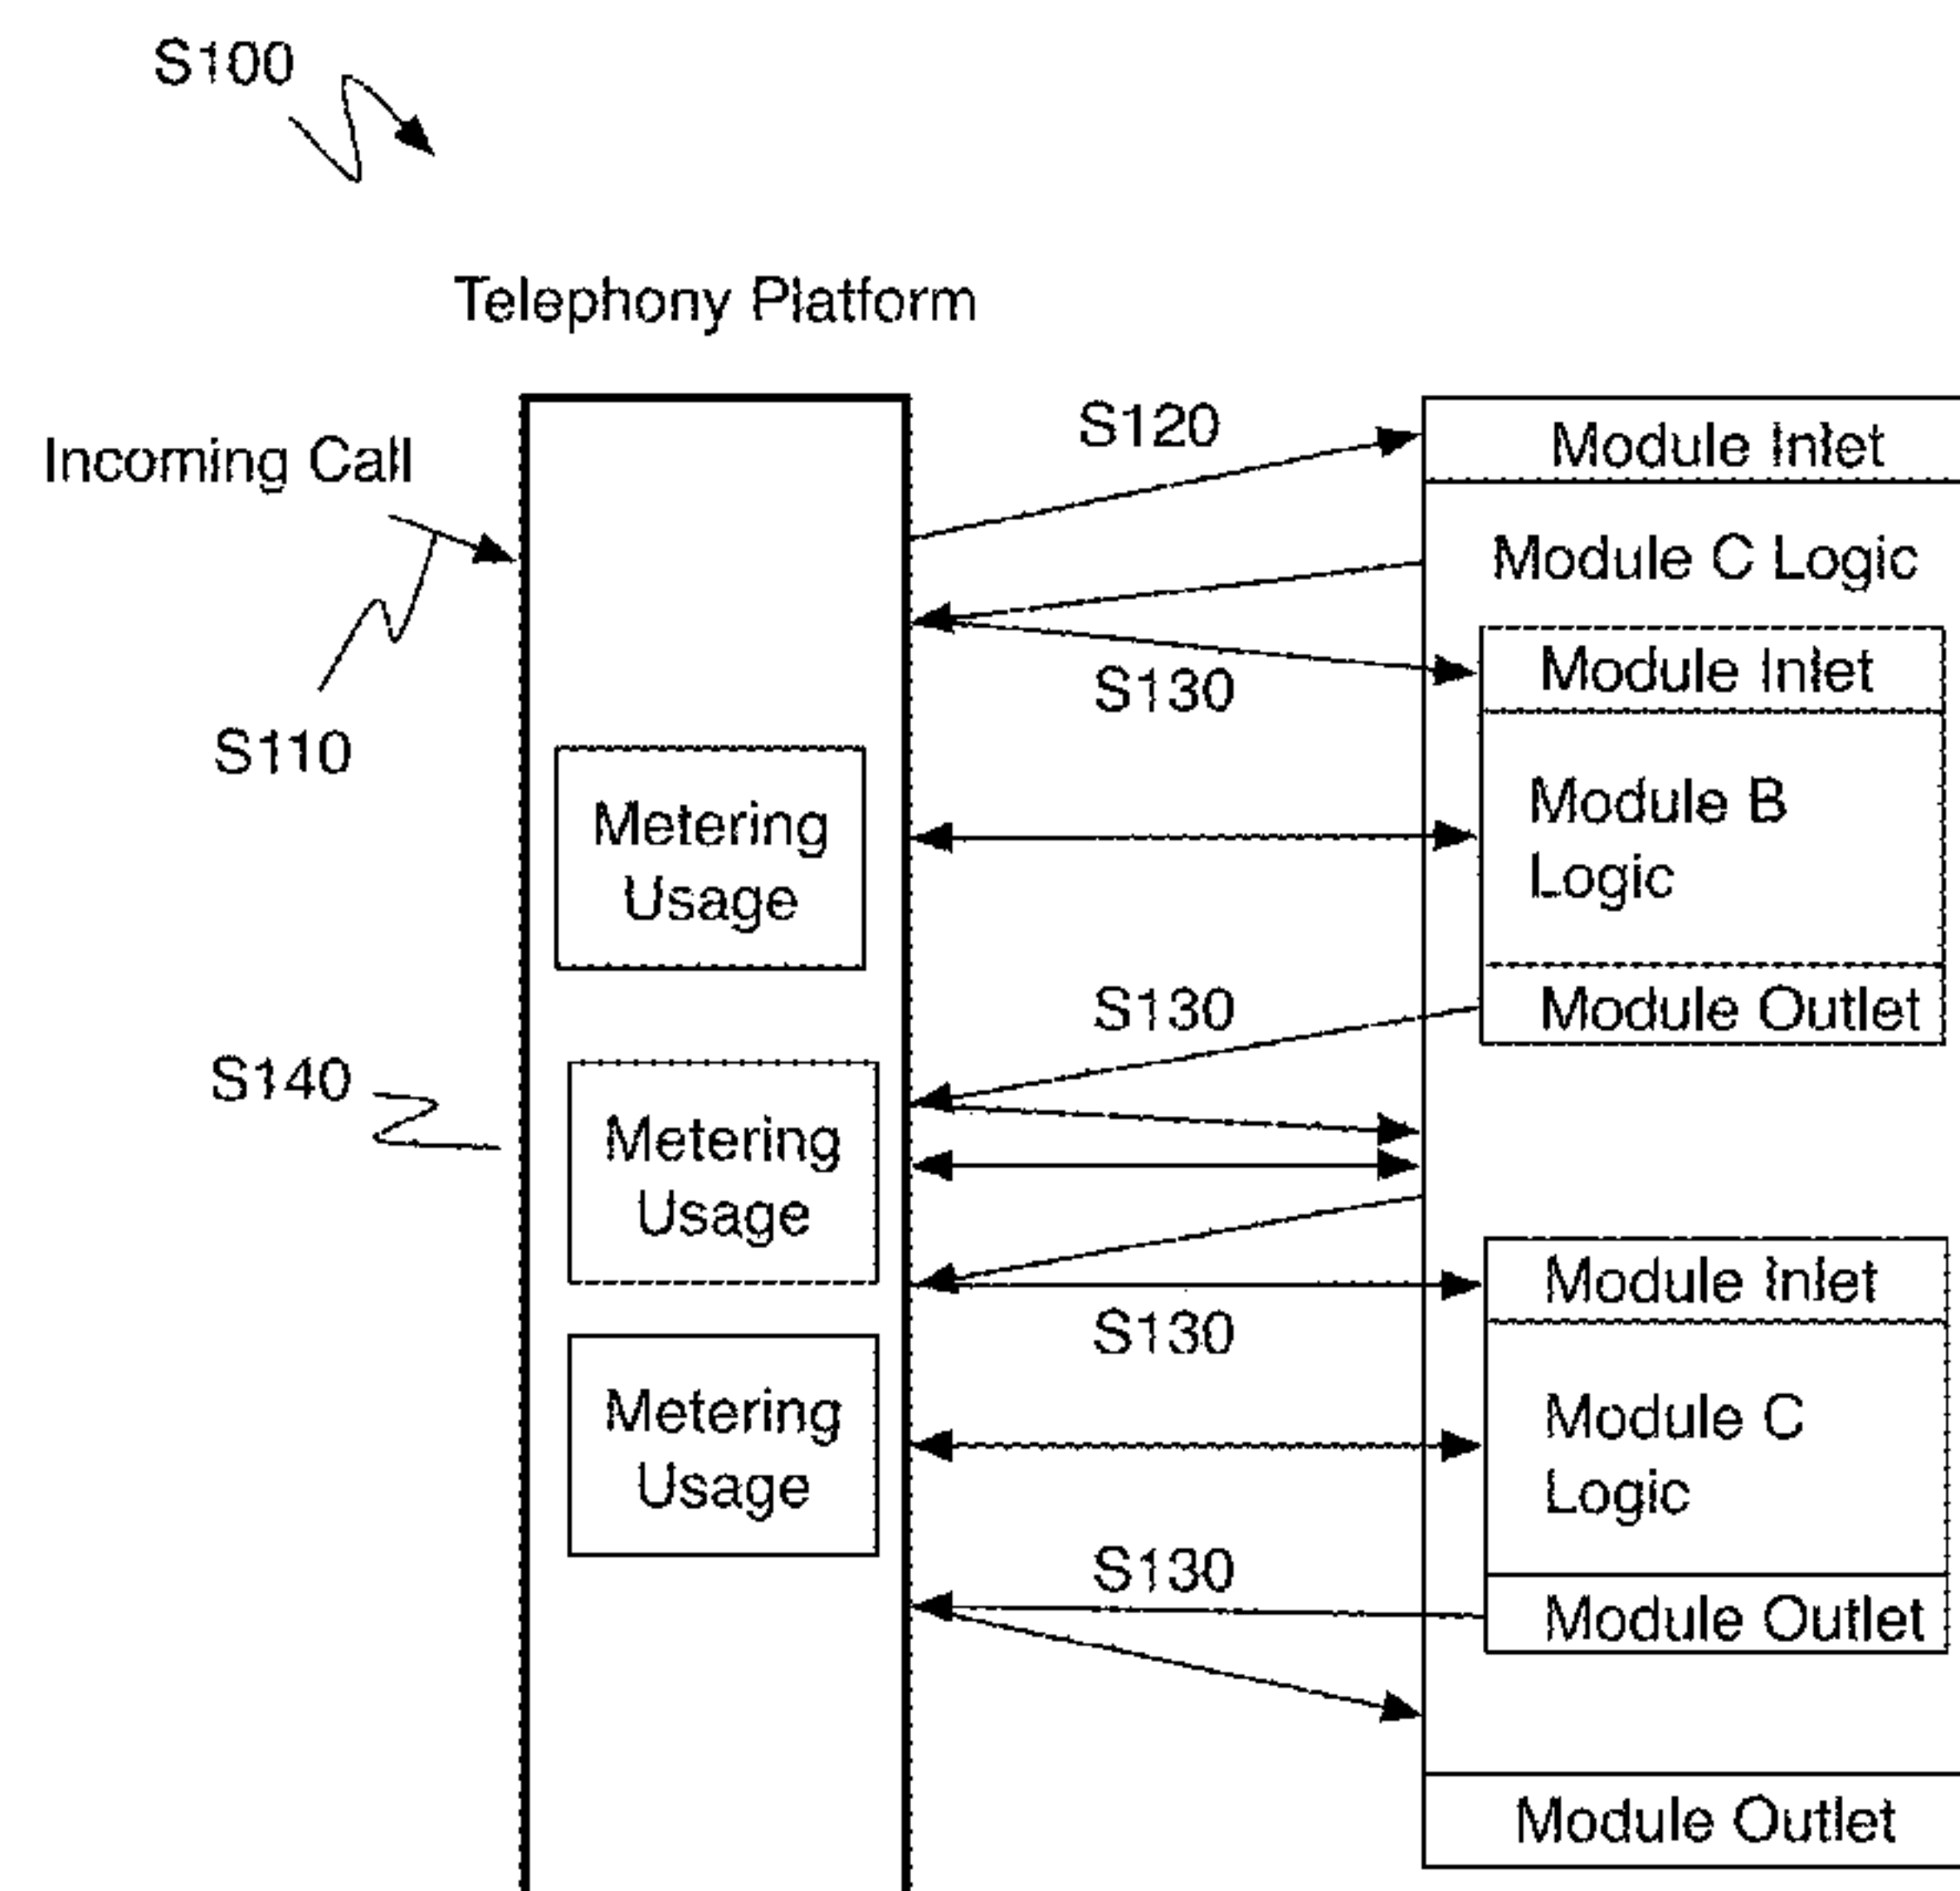 S100
Telephony Platform
Incoming Call
S120
Module Inlet
Module C Logic
S130
Module Inlet
S110
Metering
Usage
Module B
Logic
S130
Module Outlet
S140
Metering
Usage
Module Inlet
S130
Metering
Usage
Module C
Logic
S130
Module Outlet
Module Outlet